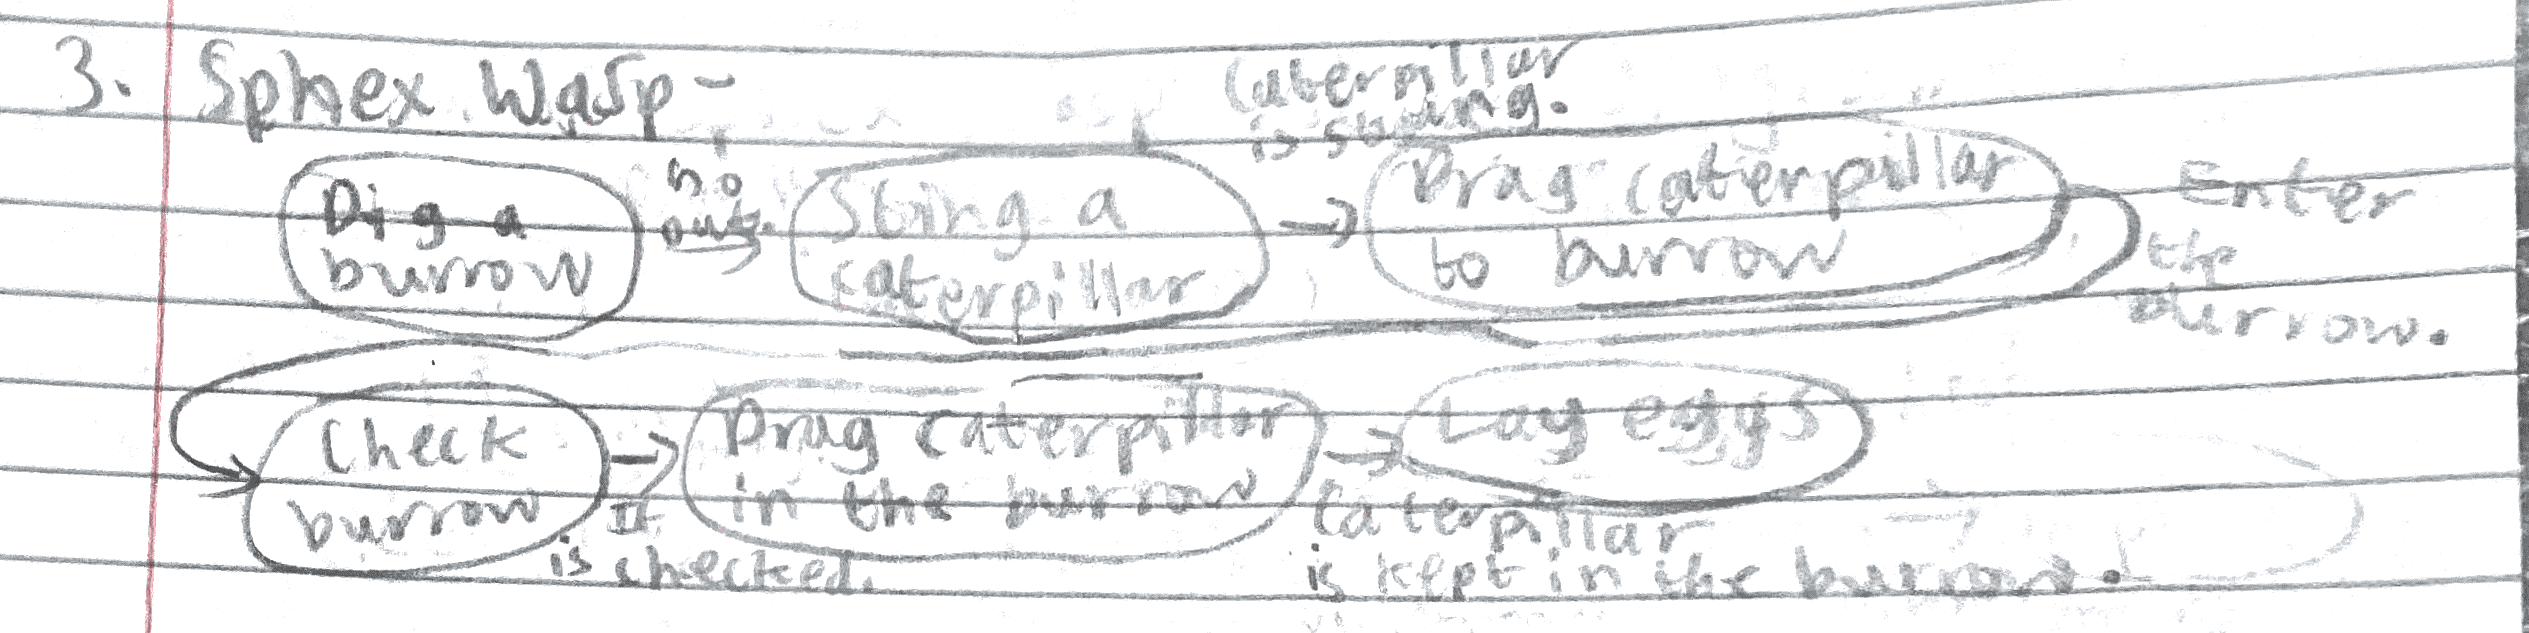 3. Sphex Wasp -
Caterpillar
is stung.
Dig a
burrow
Go
out.
Sting a
caterpillar
Drag caterpillar
to burrow
Enter
the
burrow.
Check
burrow
It
is checked.
Drag caterpillar
in the burrow
Caterpillar
is kept in the burrow.
Lay eggs